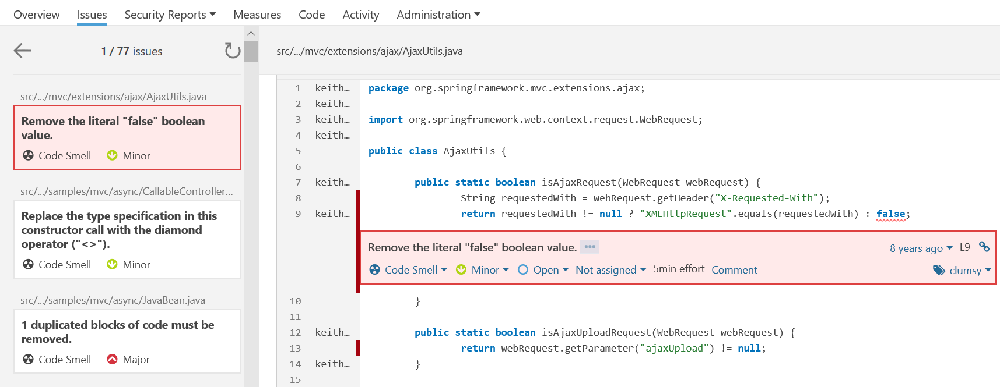 Overview Issues Security Reports Measures Code Activity Administration
1 / 77 issues
src/.../mvc/extensions/ajax/AjaxUtils.java
Remove the literal "false" boolean
value.
Code Smell Minor
src/.../samples/mvc/async/CallableController...
Replace the type specification in this
constructor call with the diamond
operator ("<>").
Code Smell Minor
src/.../samples/mvc/async/JavaBean.java
1 duplicated blocks of code must be
removed.
Code Smell Major
src/.../mvc/extensions/ajax/AjaxUtils.java
1 keith... package org.springframework.mvc.extensions.ajax;
2 keith...
3 keith... import org.springframework.web.context.request.WebRequest;
4 keith...
5 public class AjaxUtils {
6
7 keith... public static boolean isAjaxRequest(WebRequest webRequest) {
8 String requestedWith = webRequest.getHeader("X-Requested-With");
9 keith... return requestedWith != null ? "XMLHttpRequest".equals(requestedWith) : false;
Remove the literal "false" boolean value. ... 8 years ago L9
Code Smell Minor Open Not assigned 5min effort Comment clumsy
10 }
11
12 keith... public static boolean isAjaxUploadRequest(WebRequest webRequest) {
13 return webRequest.getParameter("ajaxUpload") != null;
14 keith... }
15